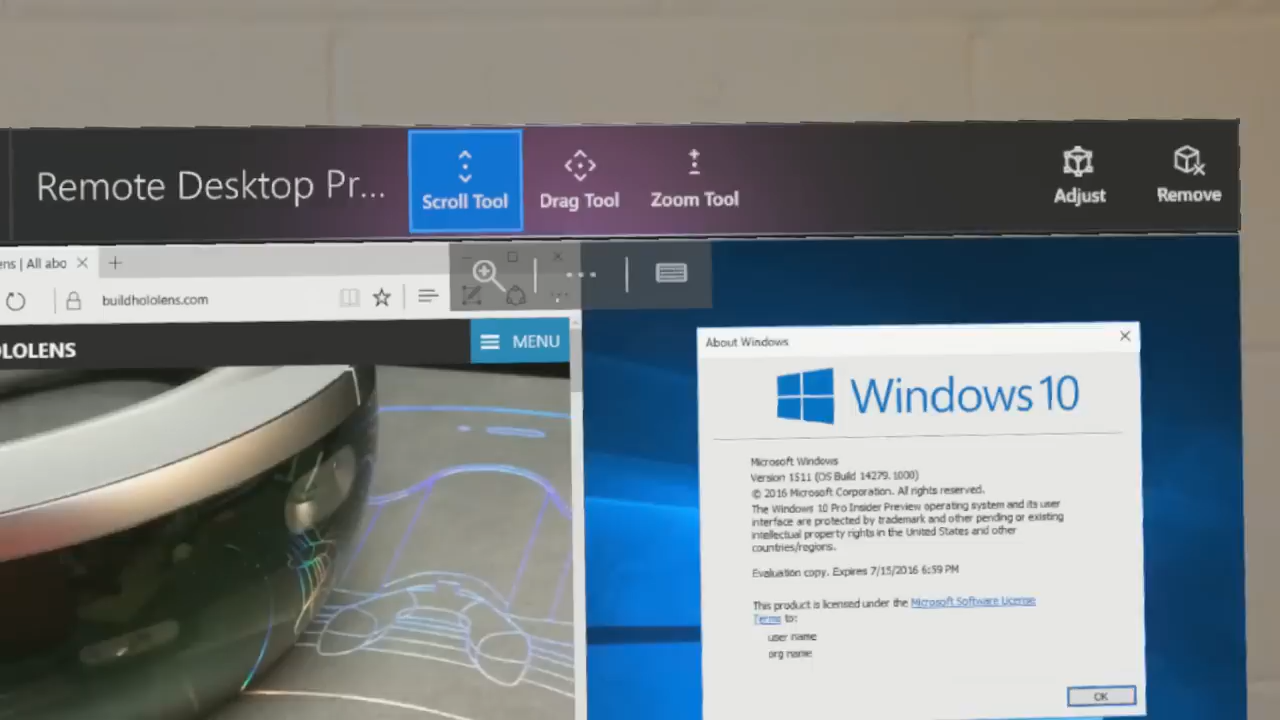 Remote Desktop Pr...
Scroll Tool
Drag Tool
Zoom Tool
Adjust
Remove
ens | All abo
buildhololens.com
OLOLENS
MENU
About Windows
Windows 10
Microsoft Windows
Version 1511 (OS Build 14279.1000)
© 2016 Microsoft Corporation. All rights reserved.
The Windows 10 Pro Insider Preview operating system and its user
interface are protected by trademark and other pending or existing
intellectual property rights in the United States and other
countries/regions.
Evaluation copy. Expires 7/15/2016 6:59 PM
This product is licensed under the Microsoft Software License
Terms to:
user name
org name
OK